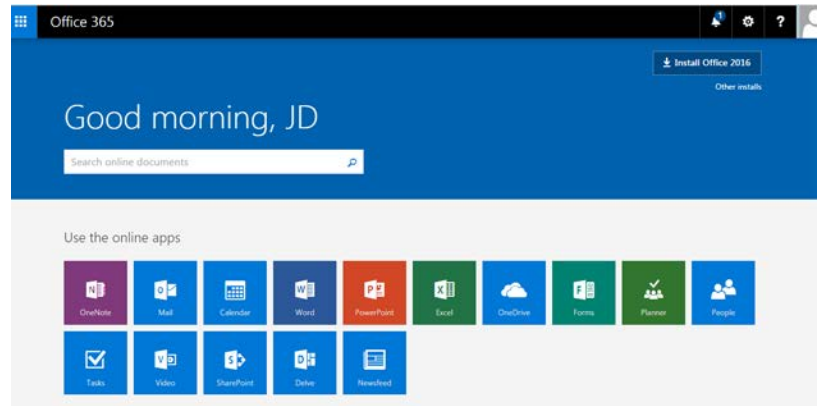 Office 365
1
?
Install Office 2016
Other installs
Good morning, JD
Search online documents
Use the online apps
N
o
W
P
X
F
OneNote
Mail
Calendar
Word
PowerPoint
Excel
OneDrive
Forms
Planner
People
V
S
D
Tasks
Video
SharePoint
Delve
Newsfeed